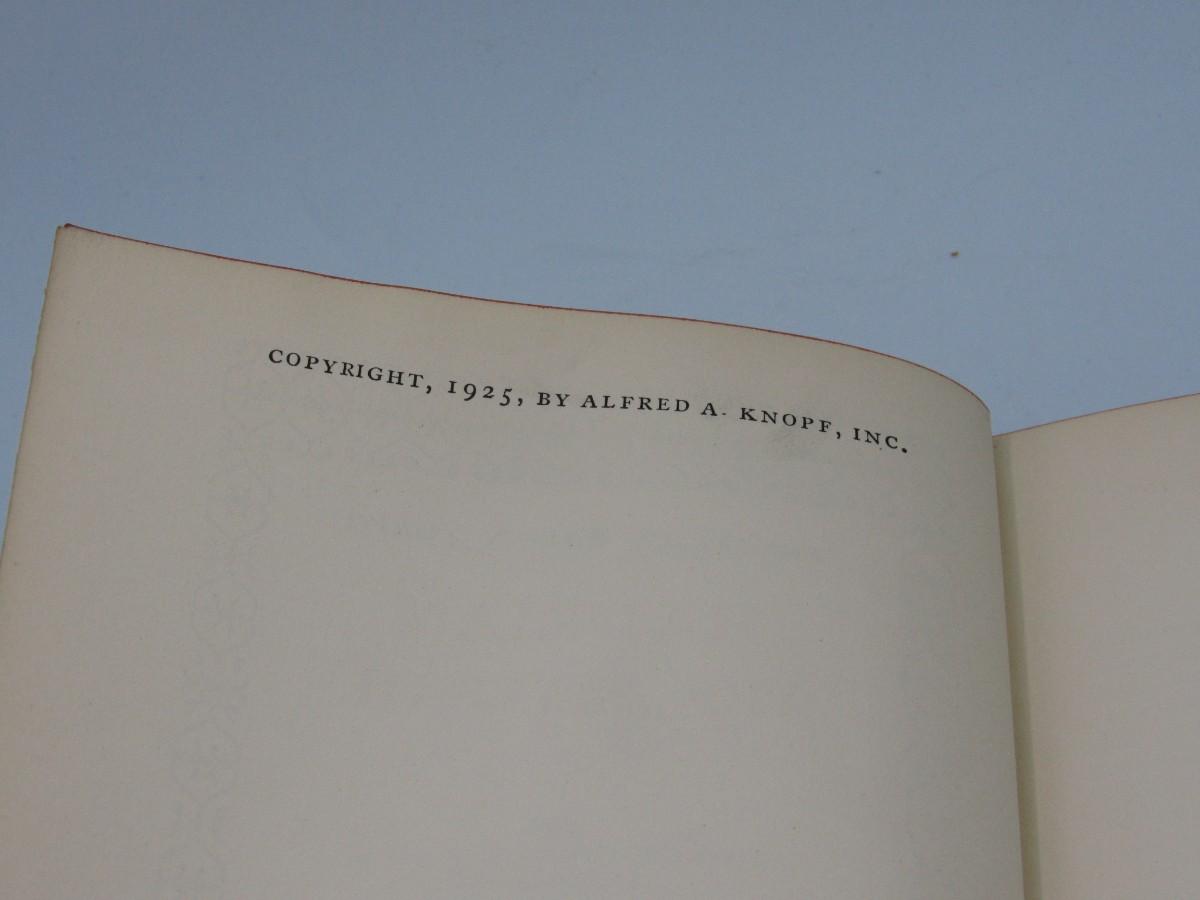 COPYRIGHT, 1925, BY ALFRED A. KNOPF, INC.